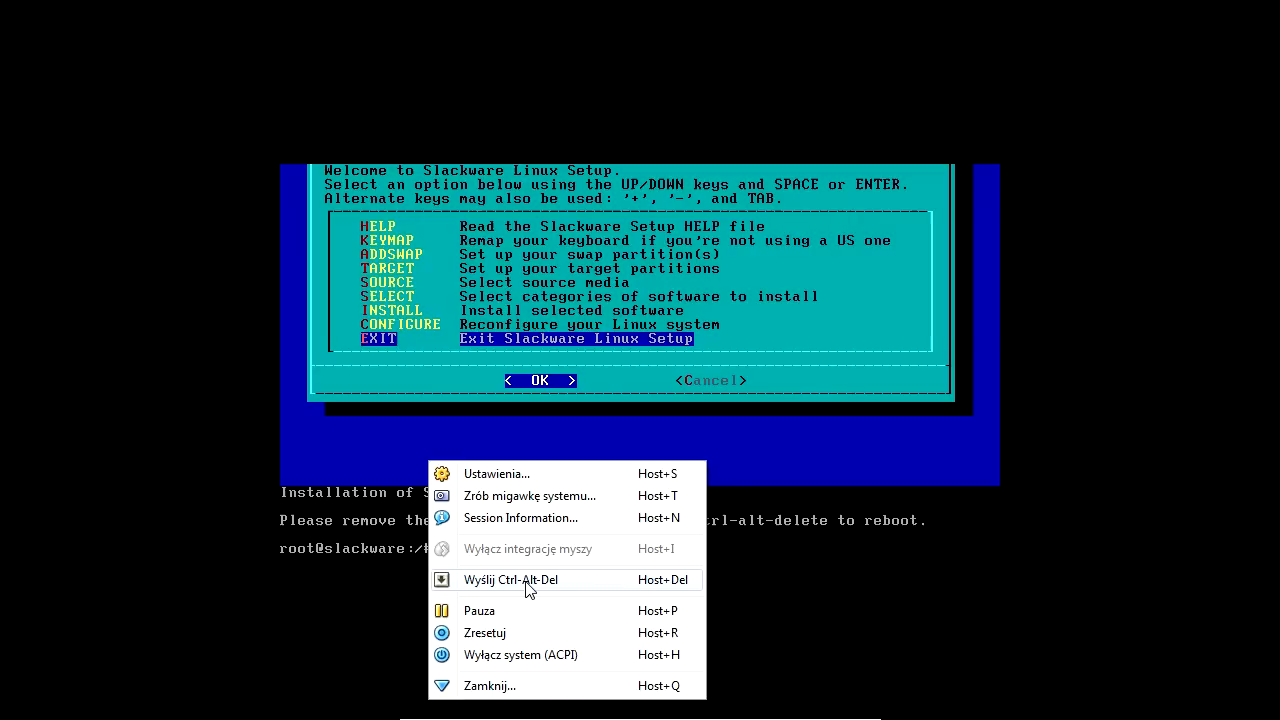 Welcome to Slackware Linux Setup.
Select an option below using the UP/DOWN keys and SPACE or ENTER.
Alternate keys may also be used: '+', '-', and TAB.
HELP Read the Slackware Setup HELP file
KEYMAP Remap your keyboard if you're not using a US one
ADDSWAP Set up your swap partition(s)
TARGET Set up your target partitions
SOURCE Select source media
SELECT Select categories of software to install
INSTALL Install selected software
CONFIGURE Reconfigure your Linux system
EXIT Exit Slackware Linux Setup
< OK > <Cancel>
Installation of S
Please remove the trl-alt-delete to reboot.
root@slackware:/#
Ustawienia... Host+S
Zrób migawkę systemu... Host+T
Session Information... Host+N
Wyłącz integrację myszy Host+I
Wyślij Ctrl-Alt-Del Host+Del
Pauza Host+P
Zresetuj Host+R
Wyłącz system (ACPI) Host+H
Zamknij... Host+Q